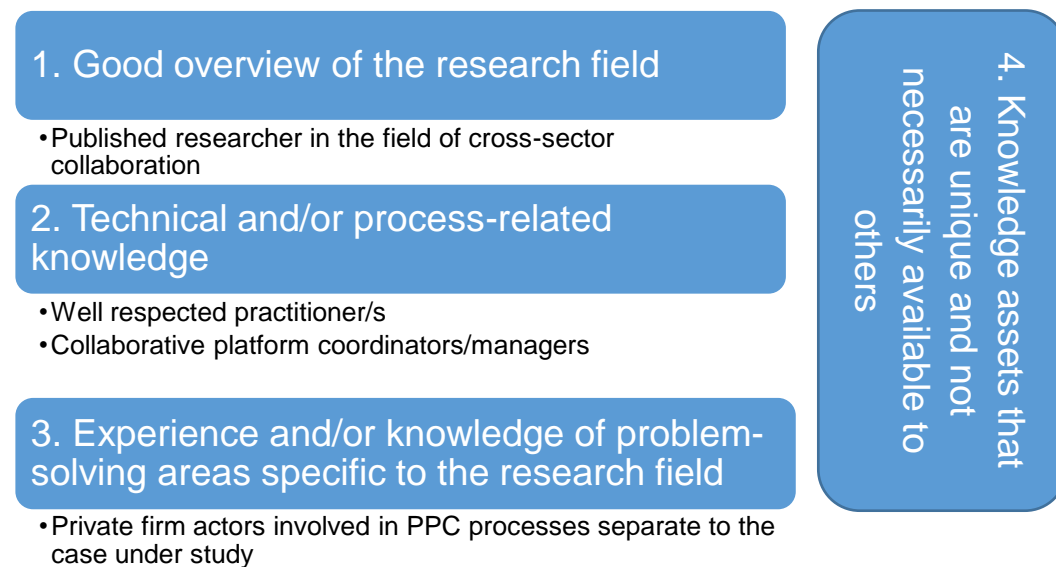 1. Good overview of the research field
•Published researcher in the field of cross-sector
collaboration
2. Technical and/or process-related
knowledge
•Well respected practitioner/s
•Collaborative platform coordinators/managers
3. Experience and/or knowledge of problem-
solving areas specific to the research field
•Private firm actors involved in PPC processes separate to the
case under study
4. Knowledge assets that
are unique and not
necessarily available to
others